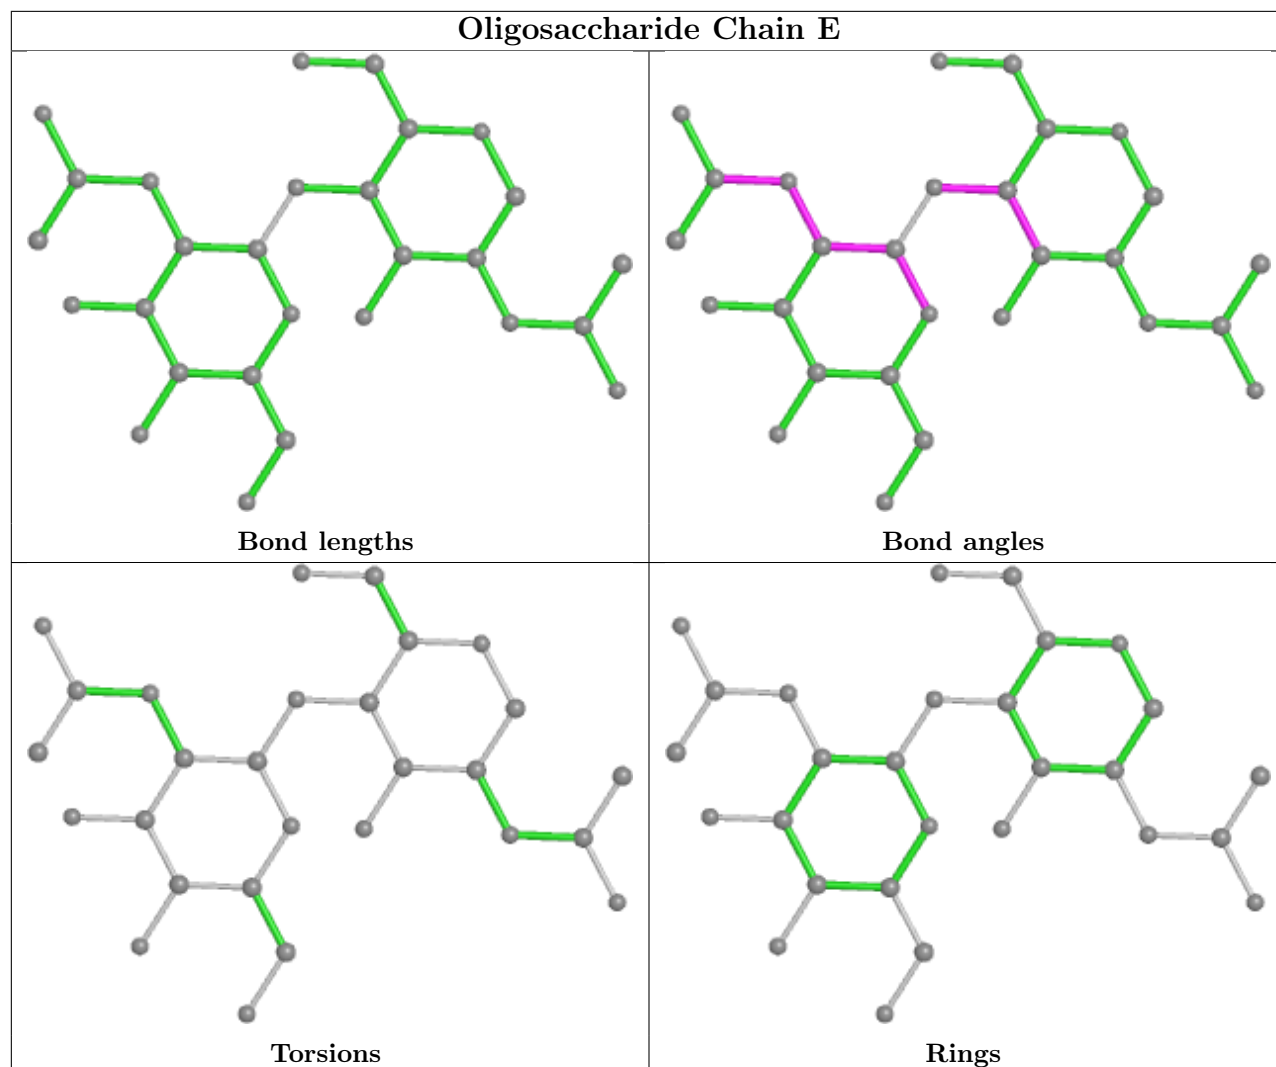 Oligosaccharide Chain E
Bond lengths
Bond angles
Torsions
Rings